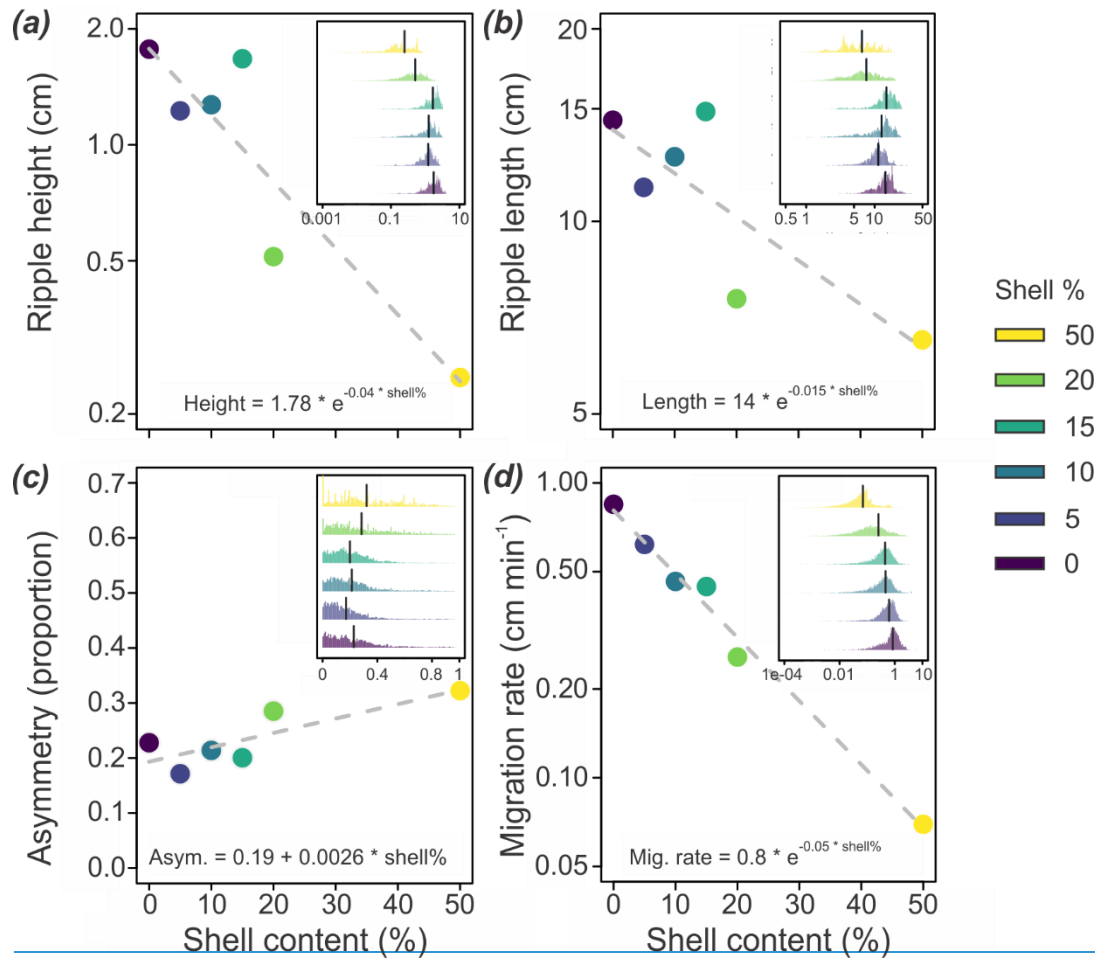 (a)
Ripple height (cm)
2.0
1.0
0.5
0.2
0.001 0.1 10
Height = 1.78 * e^-0.04 * shell%
(b)
Ripple length (cm)
20
15
10
5
0.5 1 5 10 50
Length = 14 * e^-0.015 * shell%
Shell %
50
20
15
10
5
0
(c)
Asymmetry (proportion)
0.7
0.6
0.5
0.4
0.3
0.2
0.1
0.0
0 0.4 0.8 1
Asym. = 0.19 + 0.0026 * shell%
0 10 20 30 40 50
Shell content (%)
(d)
Migration rate (cm min^-1)
1.00
0.50
0.20
0.10
0.05
1e-04 0.01 1 10
Mig. rate = 0.8 * e^-0.05 * shell%
0 10 20 30 40 50
Shell content (%)